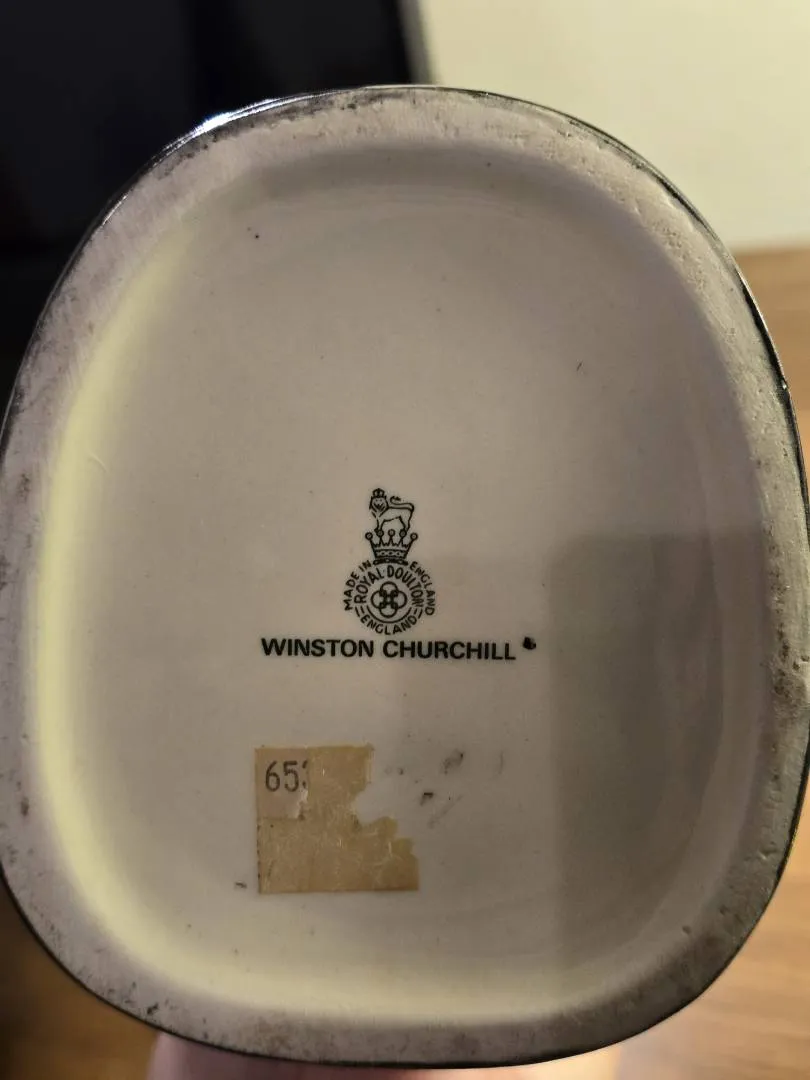 MADE IN ENGLAND
ROYAL·DOULTON
ENGLAND
WINSTON CHURCHILL
65